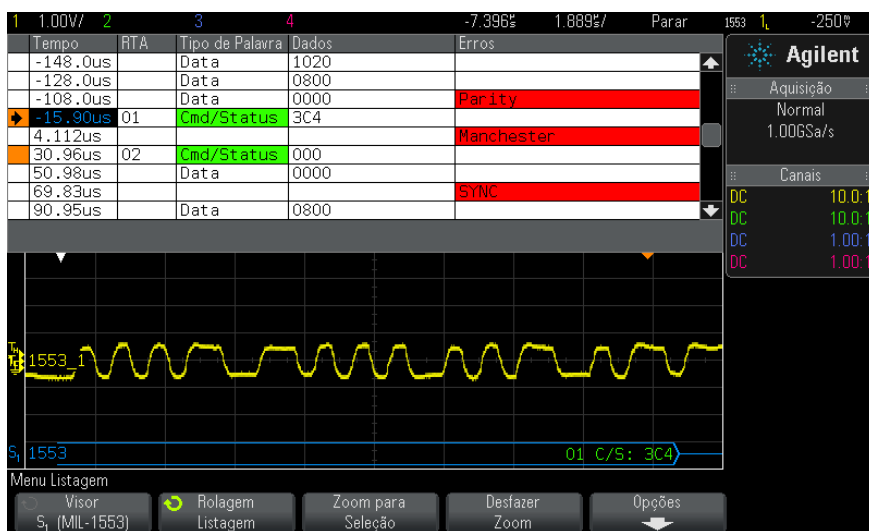 1 1.00V/ 2 3 4 -7.396µs 1.889µs/ Parar 1553 1 L -250mV
Tempo RTA Tipo de Palavra Dados Erros
-148.0us Data 1020
-128.0us Data 0800
-108.0us Data 0000 Parity
-15.90us 01 Cmd/Status 3C4
4.112us Manchester
30.96us 02 Cmd/Status 000
50.98us Data 0000
69.83us SYNC
90.95us Data 0800
Agilent
Aquisição
Normal
1.00GSa/s
Canais
DC 10.0:1
DC 10.0:1
DC 1.00:1
DC 1.00:1
1553_1
S1 1553 01 C/S: 3C4
Menu Listagem
Visor
S1 (MIL-1553)
Rolagem
Listagem
Zoom para
Seleção
Desfazer
Zoom
Opções